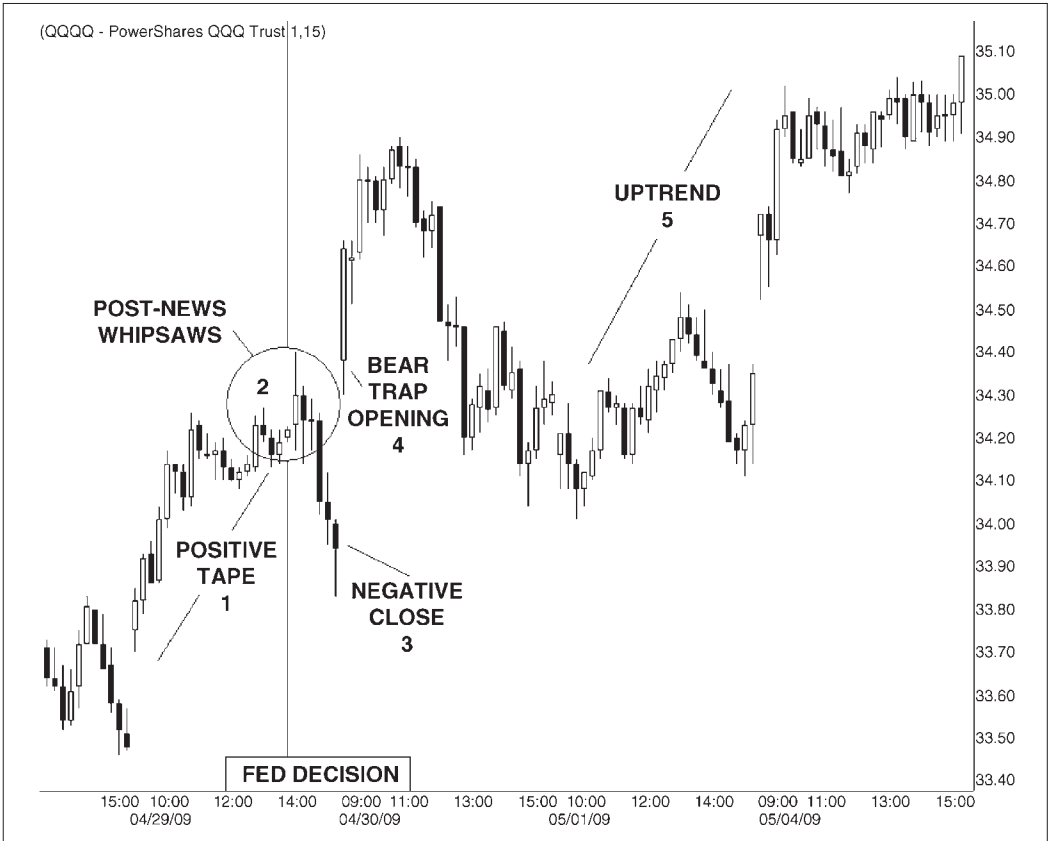 (QQQQ - PowerShares QQQ Trust 1,15)
35.10
35.00
34.90
34.80
34.70
34.60
34.50
34.40
34.30
34.20
34.10
34.00
33.90
33.80
33.70
33.60
33.50
33.40
UPTREND
5
POST-NEWS
WHIPSAWS
2
BEAR
TRAP
OPENING
4
POSITIVE
TAPE
1
NEGATIVE
CLOSE
3
FED DECISION
15:00 10:00 12:00 14:00 09:00 11:00 13:00 15:00 10:00 12:00 14:00 09:00 11:00 13:00 15:00
04/29/09 04/30/09 05/01/09 05/04/09